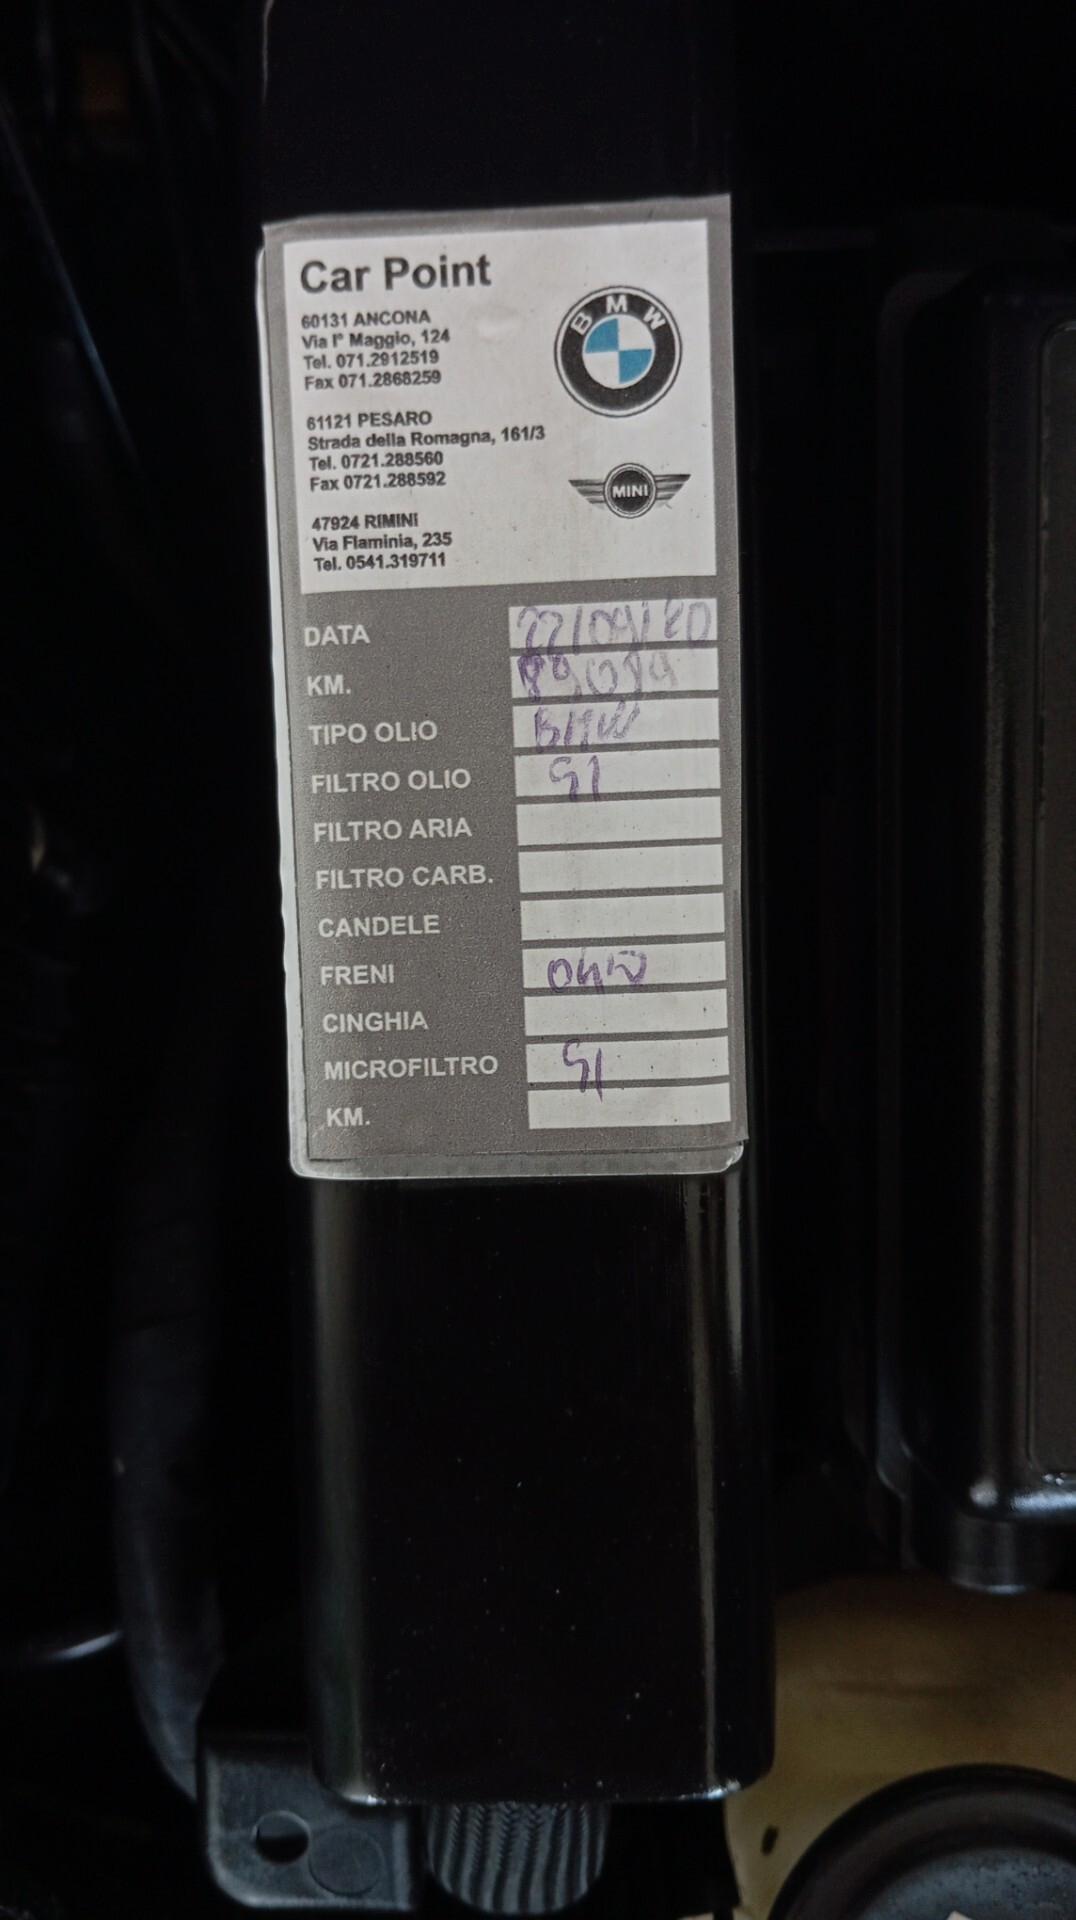 Car Point
60131 ANCONA
Via I° Maggio, 124
Tel. 071.2912519
Fax 071.2868259
61121 PESARO
Strada della Romagna, 161/3
Tel. 0721.288560
Fax 0721.288592
47924 RIMINI
Via Flaminia, 235
Tel. 0541.319711
BMW
MINI
DATA
KM.
TIPO OLIO BMW
FILTRO OLIO SI
FILTRO ARIA
FILTRO CARB.
CANDELE
FRENI
CINGHIA
MICROFILTRO SI
KM.